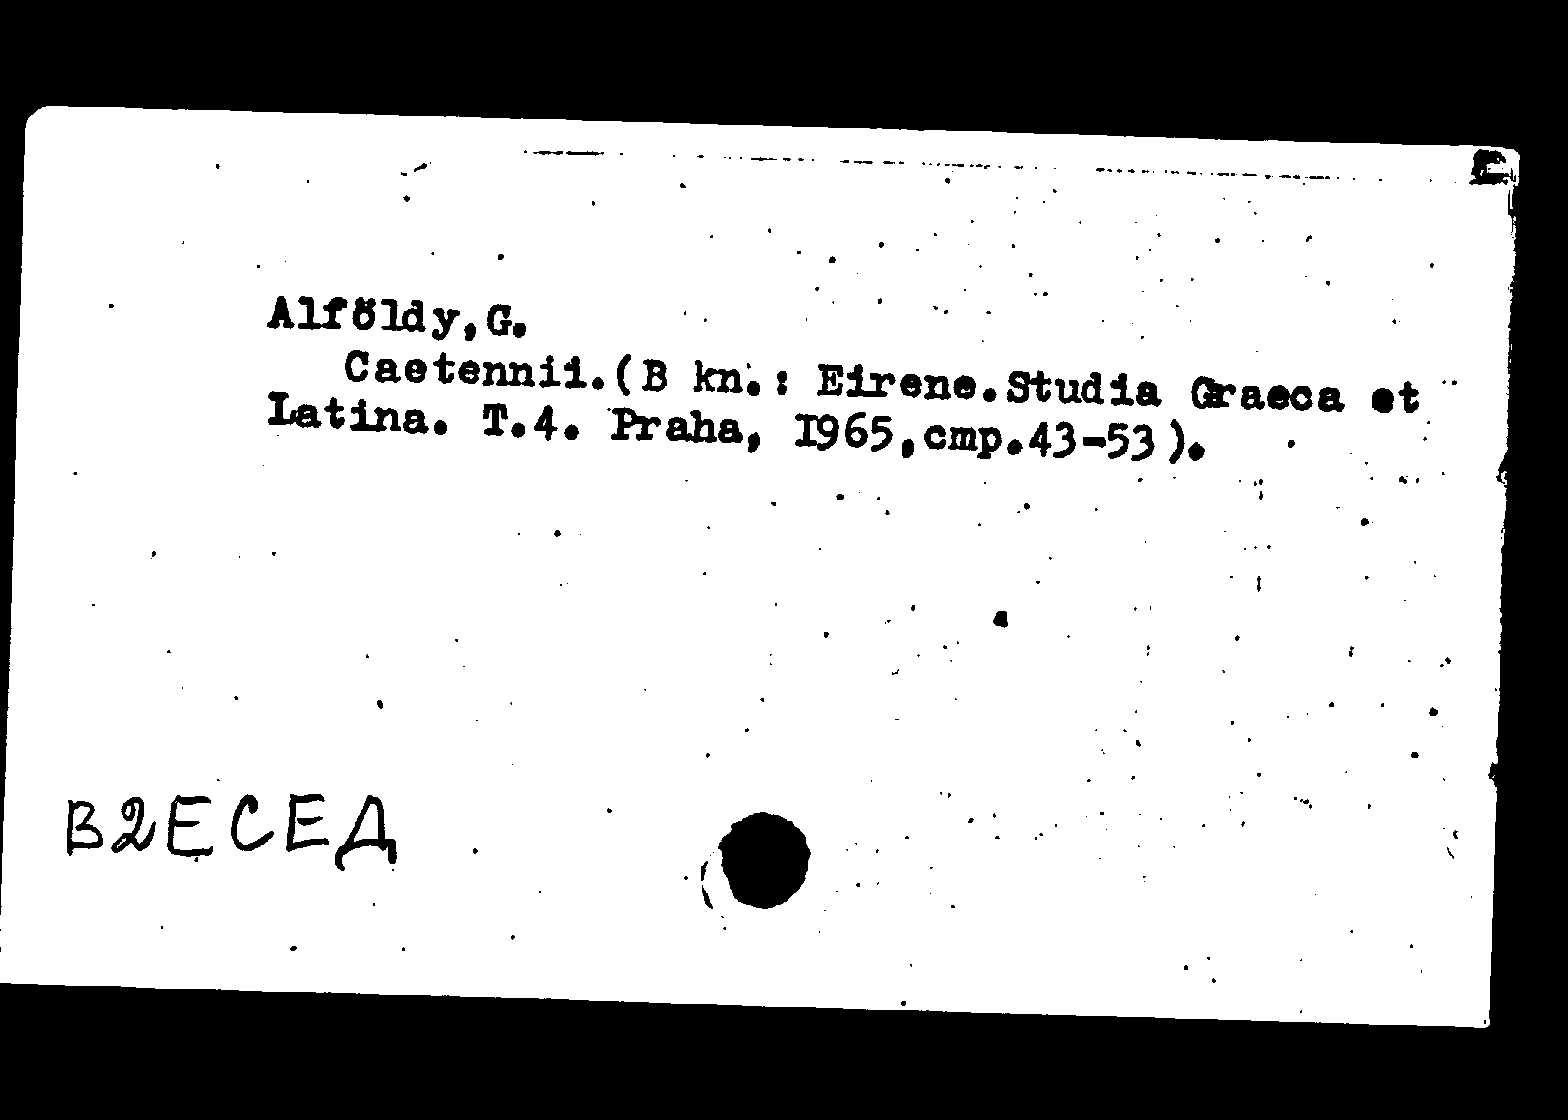 Alföldy,G.
Caetennii.(B kn.: Eirene.Studia Graeca et
Latina. T.4. Praha, I965,cmp.43-53).
В2ЕСЕД